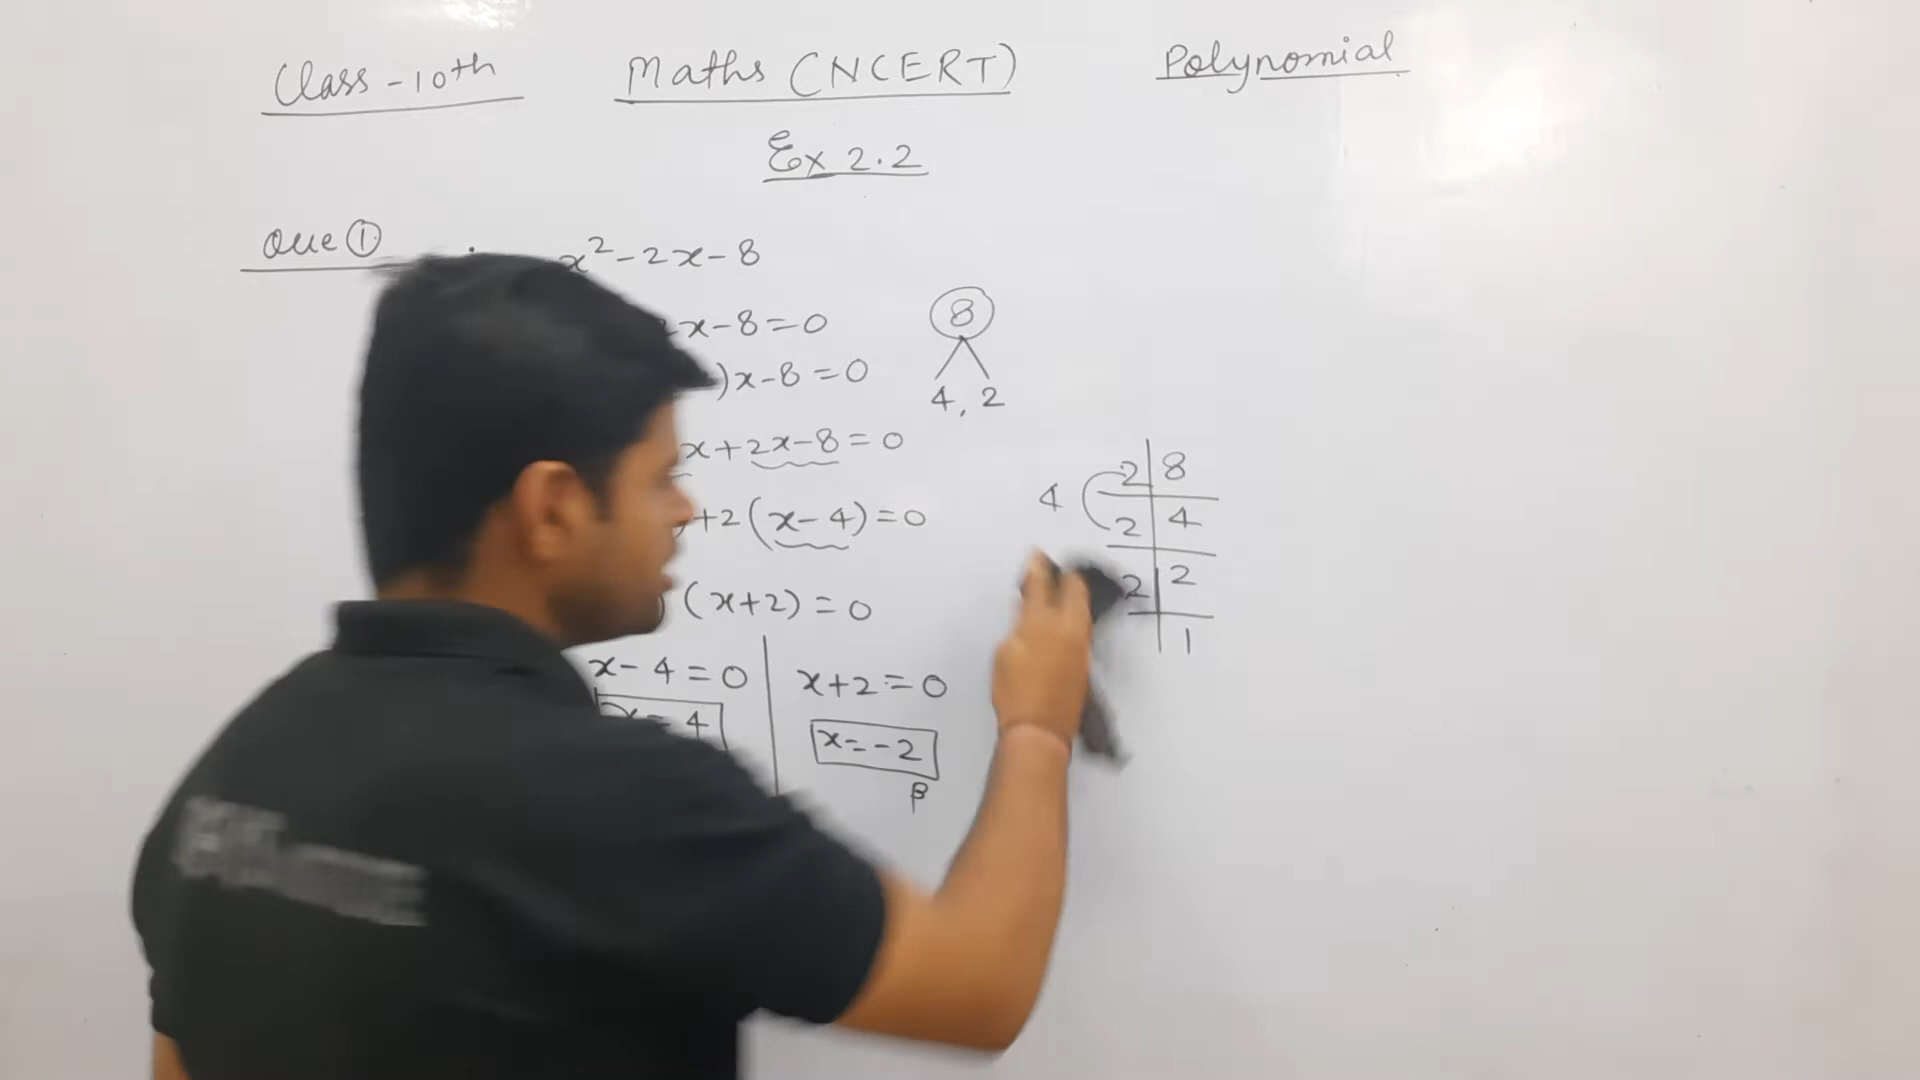 Class - 10th Maths (NCERT) Polynomial
Ex 2.2
Que ① x² - 2x - 8
x - 8 = 0
)x - 8 = 0
x + 2x - 8 = 0
+ 2 (x - 4) = 0
(x + 2) = 0
x - 4 = 0 | x + 2 = 0
x = 4 | x = - 2
β
8
4, 2
2 | 8
4 2 | 4
2 | 2
1